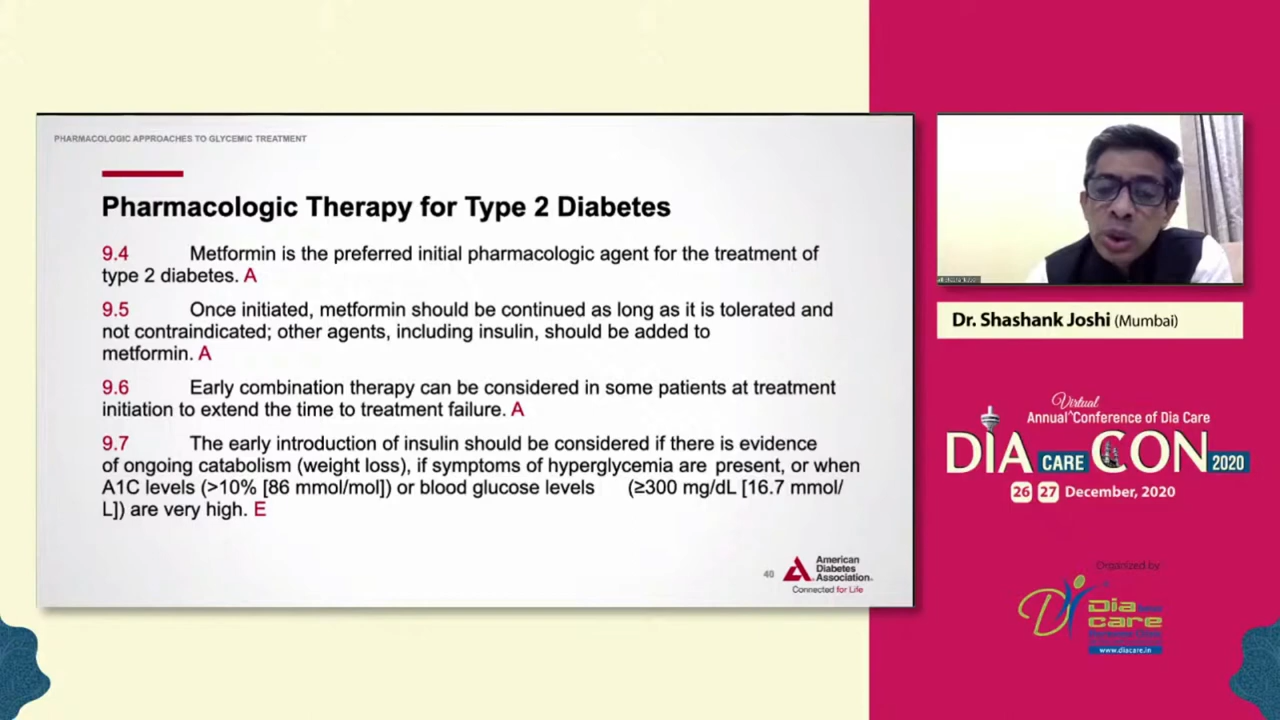 PHARMACOLOGIC APPROACHES TO GLYCEMIC TREATMENT
Pharmacologic Therapy for Type 2 Diabetes
9.4 Metformin is the preferred initial pharmacologic agent for the treatment of
type 2 diabetes. A
9.5 Once initiated, metformin should be continued as long as it is tolerated and
not contraindicated; other agents, including insulin, should be added to
metformin. A
9.6 Early combination therapy can be considered in some patients at treatment
initiation to extend the time to treatment failure. A
9.7 The early introduction of insulin should be considered if there is evidence
of ongoing catabolism (weight loss), if symptoms of hyperglycemia are present, or when
A1C levels (>10% [86 mmol/mol]) or blood glucose levels (≥300 mg/dL [16.7 mmol/
L]) are very high. E
40
American
Diabetes
Association.
Connected for Life
Dr. Shashank Joshi (Mumbai)
Virtual
Annual^Conference of Dia Care
DIA CARE CON 2020
26 27 December, 2020
Organized by
Dia
care
www.diacare.in